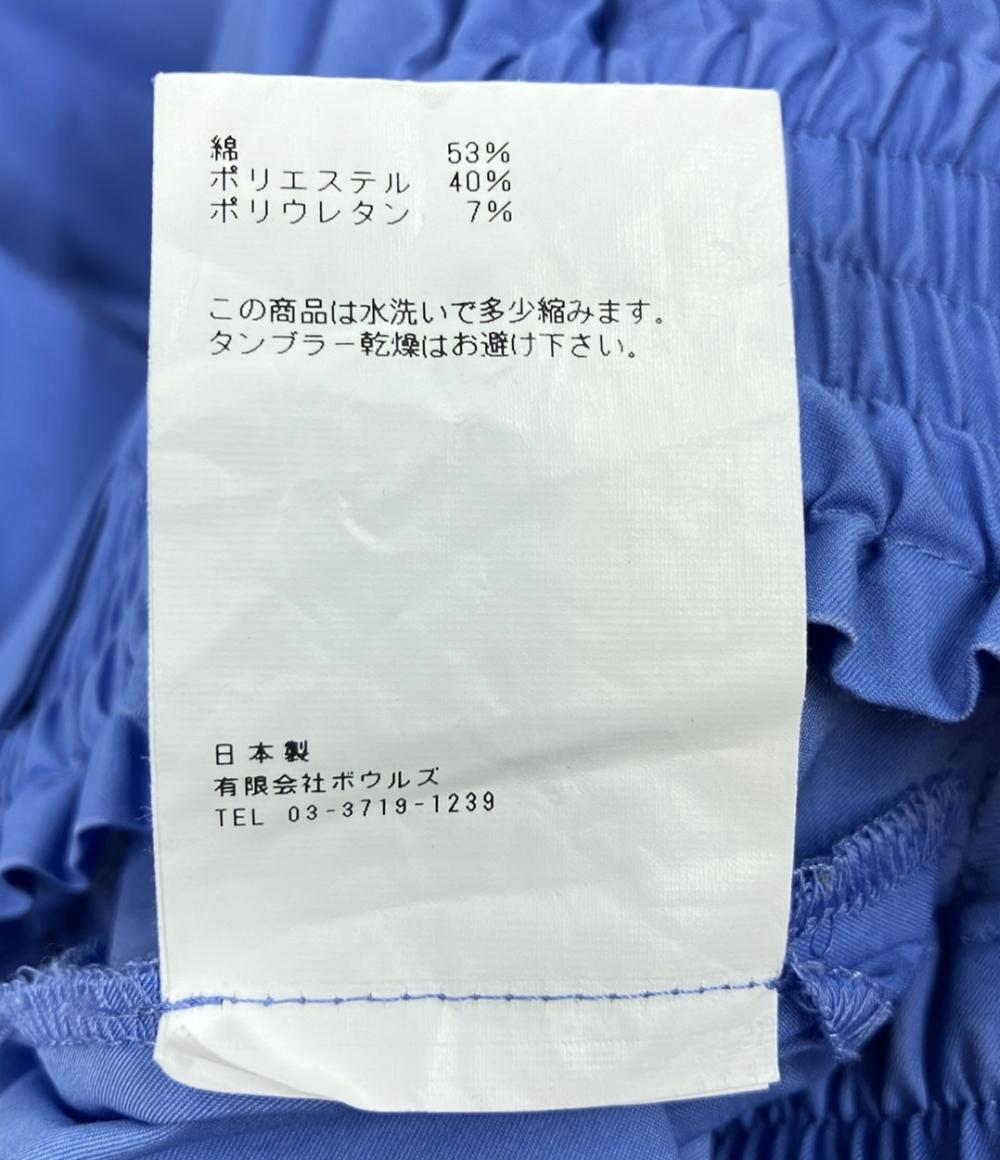 綿 53%
ポリエステル 40%
ポリウレタン 7%
この商品は水洗いで多少縮みます。
タンブラー乾燥はお避け下さい。
日本製
有限会社ボウルズ
TEL 03-3719-1239